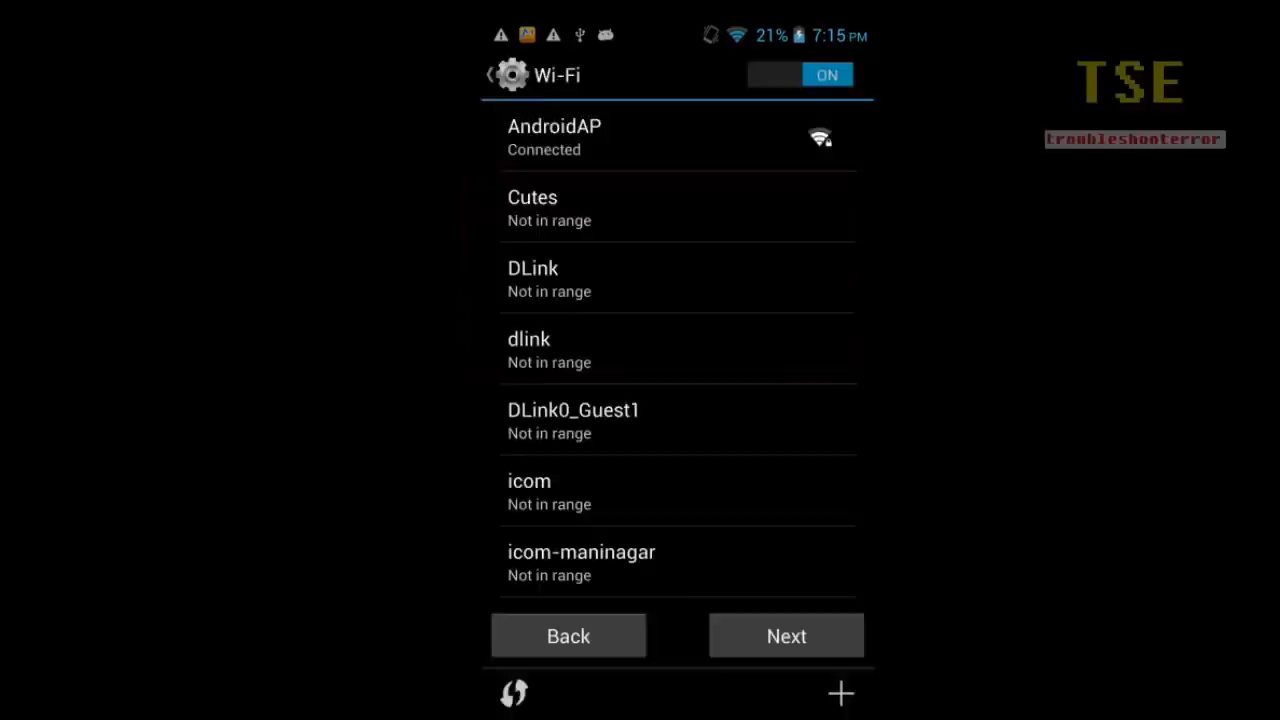 21% 7:15 PM
Wi-Fi ON
TSE
troubleshooterror
AndroidAP
Connected
Cutes
Not in range
DLink
Not in range
dlink
Not in range
DLink0_Guest1
Not in range
icom
Not in range
icom-maninagar
Not in range
Back Next